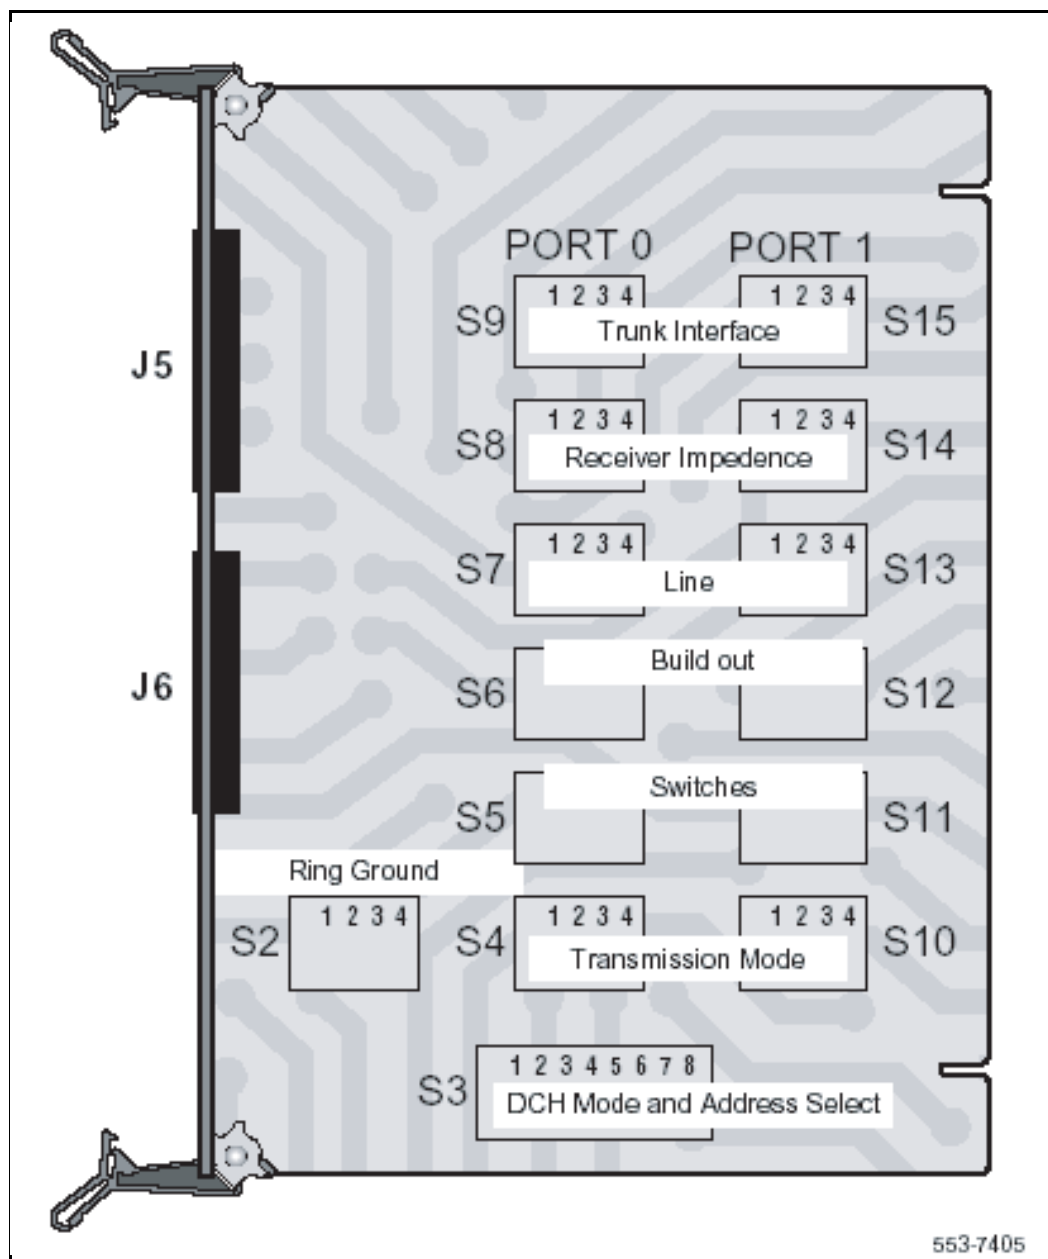 PORT 0 PORT 1
S9 1 2 3 4 1 2 3 4 S15
Trunk Interface
J5
S8 1 2 3 4 1 2 3 4 S14
Receiver Impedence
S7 1 2 3 4 1 2 3 4 S13
Line
Build out
J6
S6 S12
Switches
S5 S11
Ring Ground
S2 1 2 3 4 S4 1 2 3 4 1 2 3 4 S10
Transmission Mode
S3 1 2 3 4 5 6 7 8
DCH Mode and Address Select
553-7405